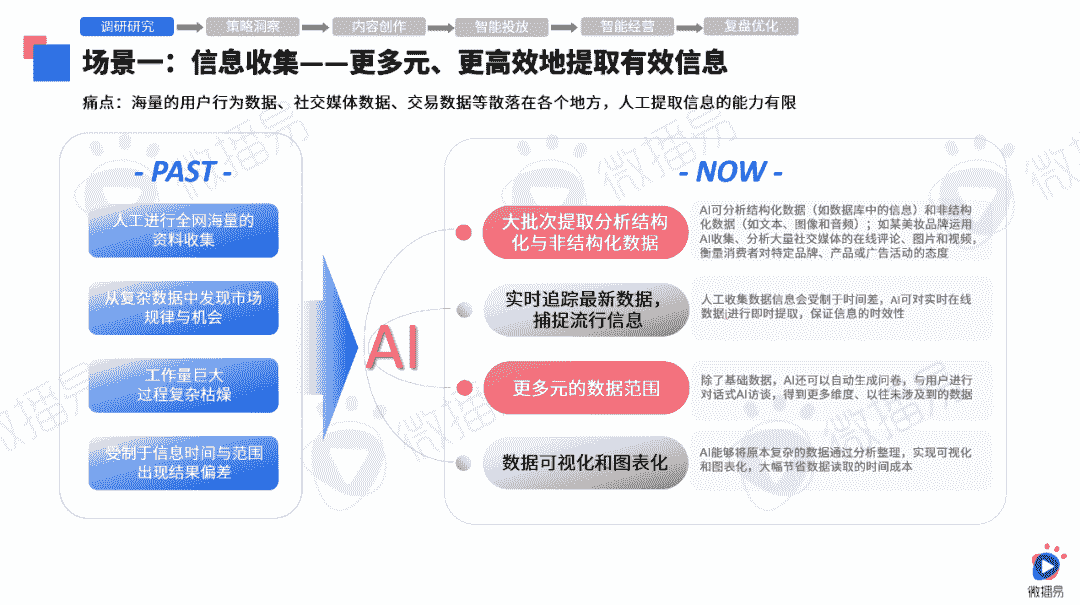 调研研究
策略洞察
内容创作
智能投放
智能经营
复盘优化
场景一：信息收集——更多元、更高效地提取有效信息
痛点：海量的用户行为数据、社交媒体数据、交易数据等散落在各个地方，人工提取信息的能力有限
- PAST -
人工进行全网海量的
资料收集
从复杂数据中发现市场
规律与机会
工作量巨大
过程复杂枯燥
受制于信息时间与范围
出现结果偏差
AI
- NOW -
大批次提取分析结构
化与非结构化数据
AI可分析结构化数据（如数据库中的信息）和非结构
化数据（如文本、图像和音频）；如某美妆品牌运用
AI收集、分析大量社交媒体的在线评论、图片和视频，
衡量消费者对特定品牌、产品或广告活动的态度
实时追踪最新数据，
捕捉流行信息
人工收集数据信息会受制于时间差，AI可对实时在线
数据进行即时提取，保证信息的时效性
更多元的数据范围
除了基础数据，AI还可以自动生成问卷，与用户进行
对话式AI访谈，得到更多维度、以往未涉及到的数据
数据可视化和图表化
AI能够将原本复杂的数据通过分析整理，实现可视化
和图表化，大幅节省数据读取的时间成本
微播易
微播易
微播易
微播易
微播易
微播易
微播易